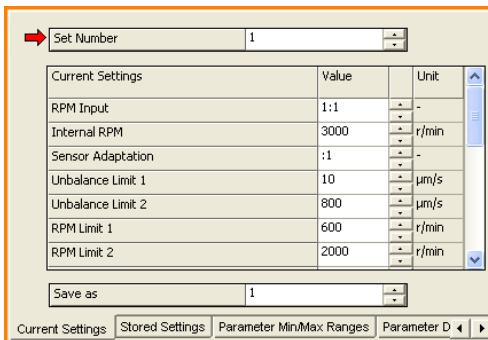 Set Number 1
Current Settings Value Unit
RPM Input 1:1 -
Internal RPM 3000 r/min
Sensor Adaptation :1 -
Unbalance Limit 1 10 µm/s
Unbalance Limit 2 800 µm/s
RPM Limit 1 600 r/min
RPM Limit 2 2000 r/min
Save as 1
Current Settings Stored Settings Parameter Min/Max Ranges Parameter D